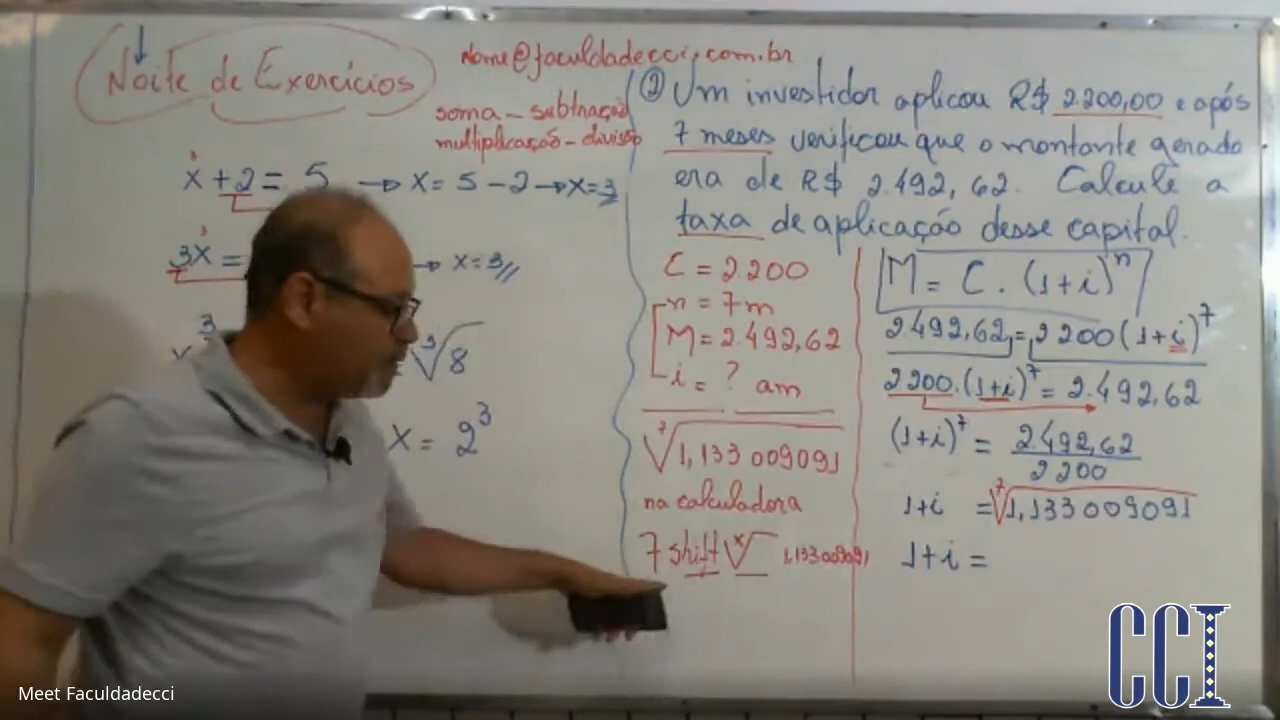 Noite de Exercícios
nome@faculdadecci.com.br
soma - subtração
multiplicação - divisão
x + 2 = 5 → x = 5 - 2 → x = 3
3x = → x = 3//
3
∛8
x = 2³
② Um investidor aplicou R$ 2.200,00 e após
7 meses verificou que o montante gerado
era de R$ 2.492,62. Calcule a
taxa de aplicação desse capital.
C = 2.200
n = 7m
M = 2.492,62
i = ? am
⁷√1,133 009091
na calculadora
7 shift ˣ√ 1,133009091
M = C . (1+i)ⁿ
2.492,62 = 2200 (1+i)⁷
2200.(1+i)⁷ = 2.492,62
(1+i)⁷ = 2492,62
2200
1+i = ⁷√1,133009091
1+i =
CCI
Meet Faculdadecci